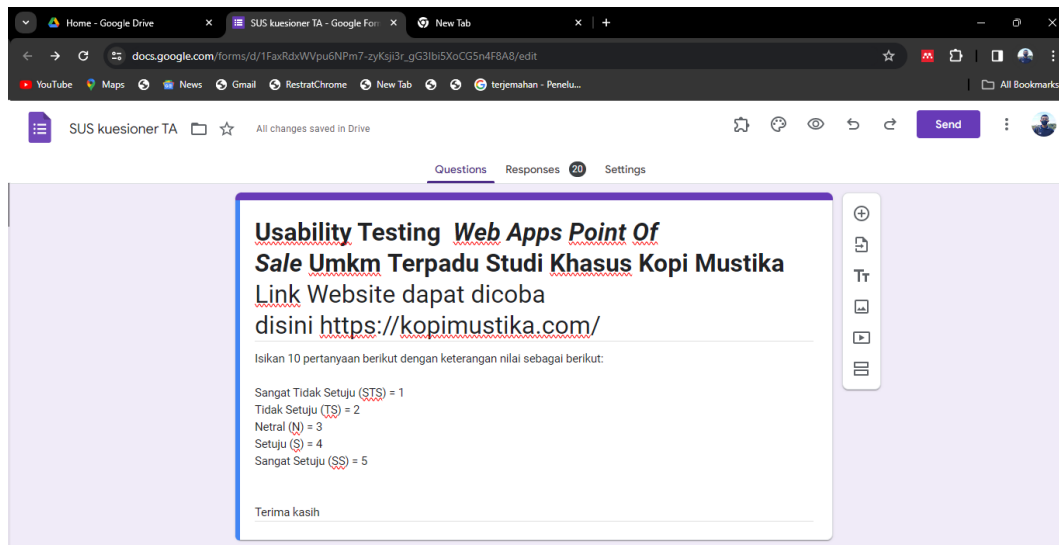 Home - Google Drive
SUS kuesioner TA - Google For
New Tab
docs.google.com/forms/d/1FaxRdxWVpu6NPm7-zyKsji3r_gG3Ibi5XoCG5n4F8A8/edit
YouTube Maps News Gmail RestratChrome New Tab terjemahan - Penelu...
All Bookmarks
SUS kuesioner TA
All changes saved in Drive
Send
Questions Responses 20 Settings
Usability Testing Web Apps Point Of
Sale Umkm Terpadu Studi Khasus Kopi Mustika
Link Website dapat dicoba
disini https://kopimustika.com/
Isikan 10 pertanyaan berikut dengan keterangan nilai sebagai berikut:
Sangat Tidak Setuju (STS) = 1
Tidak Setuju (TS) = 2
Netral (N) = 3
Setuju (S) = 4
Sangat Setuju (SS) = 5
Terima kasih
Tт